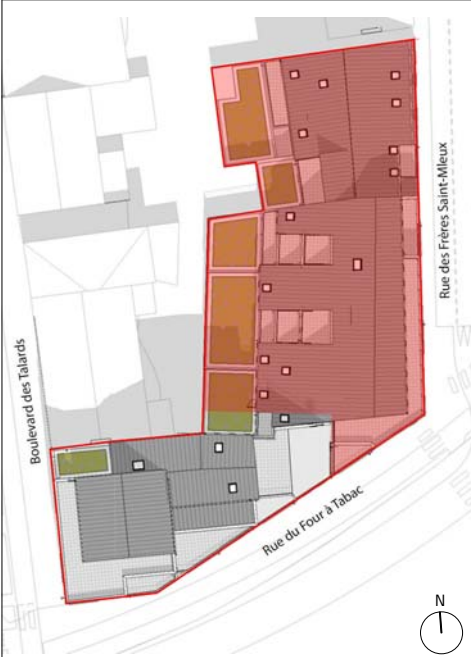 Rue des Frères Saint-Mleux
Boulevard des Talards
Rue du Four à Tabac
N